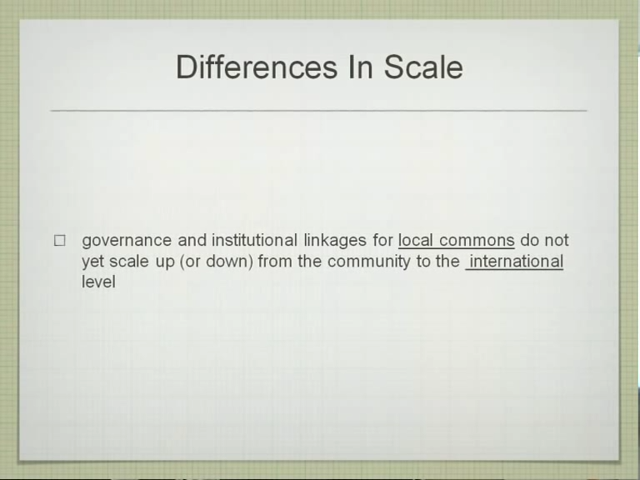 Differences In Scale
governance and institutional linkages for local commons do not
yet scale up (or down) from the community to the international
level